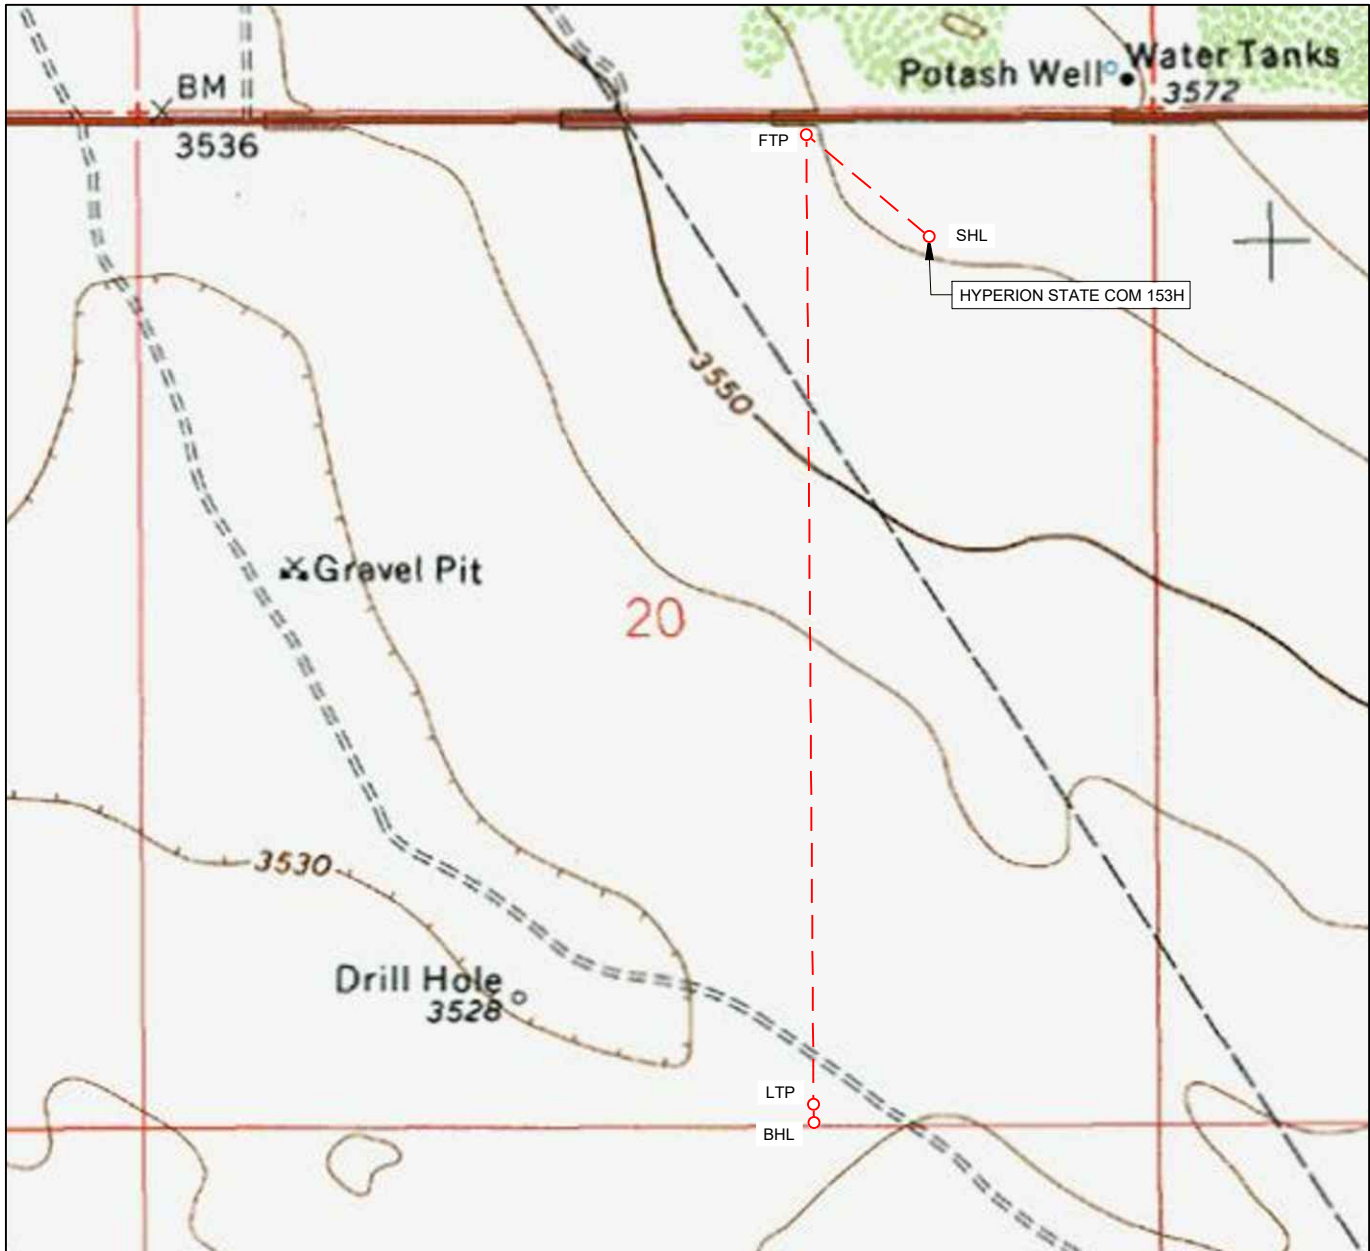 Water Tanks
Potash Well
3572
BM
3536
FTP
SHL
HYPERION STATE COM 153H
3550
Gravel Pit
20
3530
Drill Hole
3528
LTP
BHL